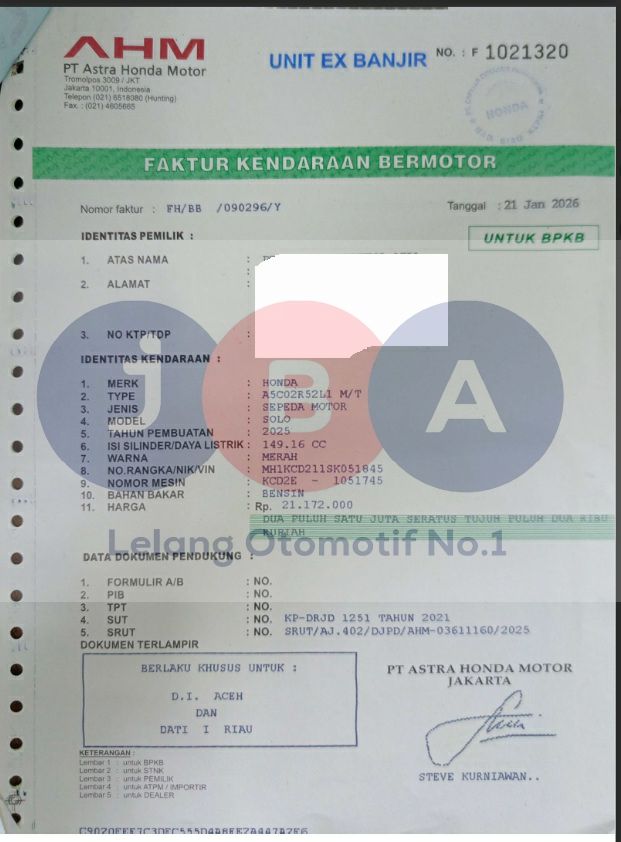 AHM
PT Astra Honda Motor
Tromolpos 3009 / JKT
Jakarta 10001, Indonesia
Telepon (021) 6518080 (Hunting)
Fax. : (021) 4605665
UNIT EX BANJIR
NO. : F 1021320
HONDA
FAKTUR KENDARAAN BERMOTOR
Nomor faktur : FH/BB /090296/Y
Tanggal : 21 Jan 2026
IDENTITAS PEMILIK :
UNTUK BPKB
1. ATAS NAMA :
2. ALAMAT :
3. NO KTP/TDP :
IDENTITAS KENDARAAN :
1. MERK : HONDA
2. TYPE : A5C02R52L1 M/T
3. JENIS : SEPEDA MOTOR
4. MODEL : SOLO
5. TAHUN PEMBUATAN : 2025
6. ISI SILINDER/DAYA LISTRIK : 149.16 CC
7. WARNA : MERAH
8. NO.RANGKA/NIK/VIN : MH1KCD211SK051845
9. NOMOR MESIN : KCD2E - 1051745
10. BAHAN BAKAR : BENSIN
11. HARGA : Rp. 21.172.000
DUA PULUH SATU JUTA SERATUS TUJUH PULUH DUA RIBU
RUPIAH
JBA
Lelang Otomotif No.1
DATA DOKUMEN PENDUKUNG :
1. FORMULIR A/B : NO.
2. PIB : NO.
3. TPT : NO.
4. SUT : NO. KP-DRJD 1251 TAHUN 2021
5. SRUT : NO. SRUT/AJ.402/DJPD/AHM-03611160/2025
DOKUMEN TERLAMPIR
BERLAKU KHUSUS UNTUK :
D.I. ACEH
DAN
DATI I RIAU
PT ASTRA HONDA MOTOR
JAKARTA
STEVE KURNIAWAN..
KETERANGAN :
Lembar 1 : untuk BPKB
Lembar 2 : untuk STNK
Lembar 3 : untuk PEMILIK
Lembar 4 : untuk ATPM / IMPORTIR
Lembar 5 : untuk DEALER